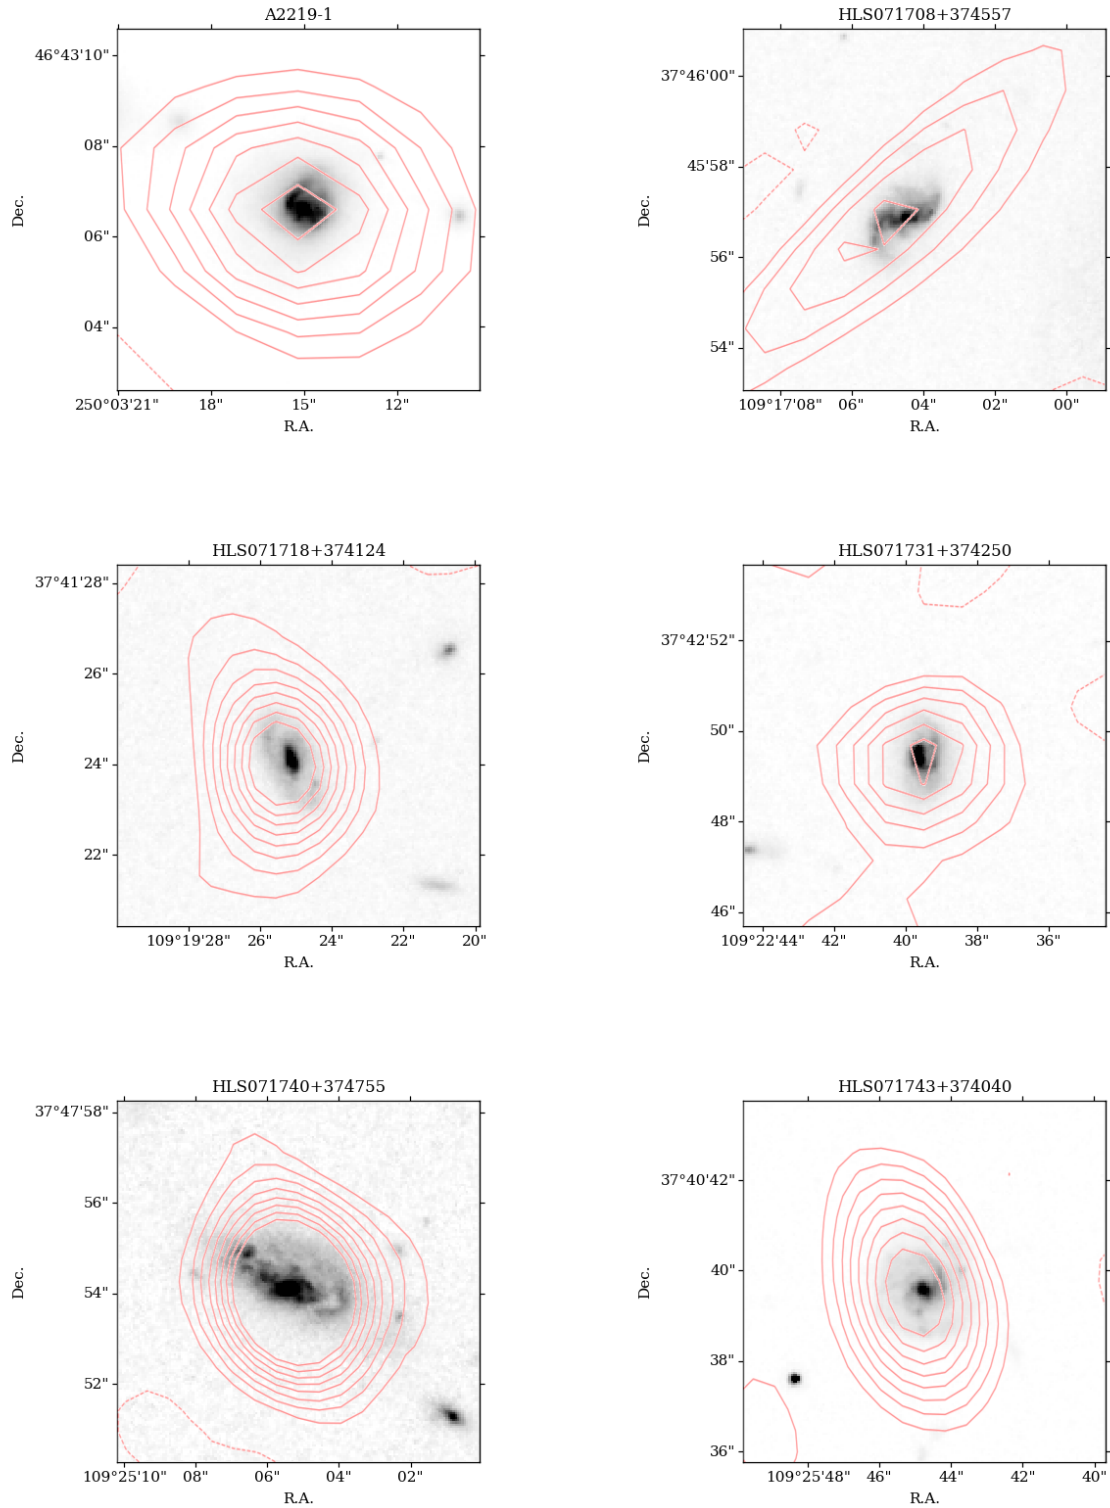 A2219-1
46°43'10"
08"
06"
04"
Dec.
250°03'21" 18" 15" 12"
R.A.
HLS071708+374557
37°46'00"
45'58"
56"
54"
Dec.
109°17'08" 06" 04" 02" 00"
R.A.
HLS071718+374124
37°41'28"
26"
24"
22"
Dec.
109°19'28" 26" 24" 22" 20"
R.A.
HLS071731+374250
37°42'52"
50"
48"
46"
Dec.
109°22'44" 42" 40" 38" 36"
R.A.
HLS071740+374755
37°47'58"
56"
54"
52"
Dec.
109°25'10" 08" 06" 04" 02"
R.A.
HLS071743+374040
37°40'42"
40"
38"
36"
Dec.
109°25'48" 46" 44" 42" 40"
R.A.